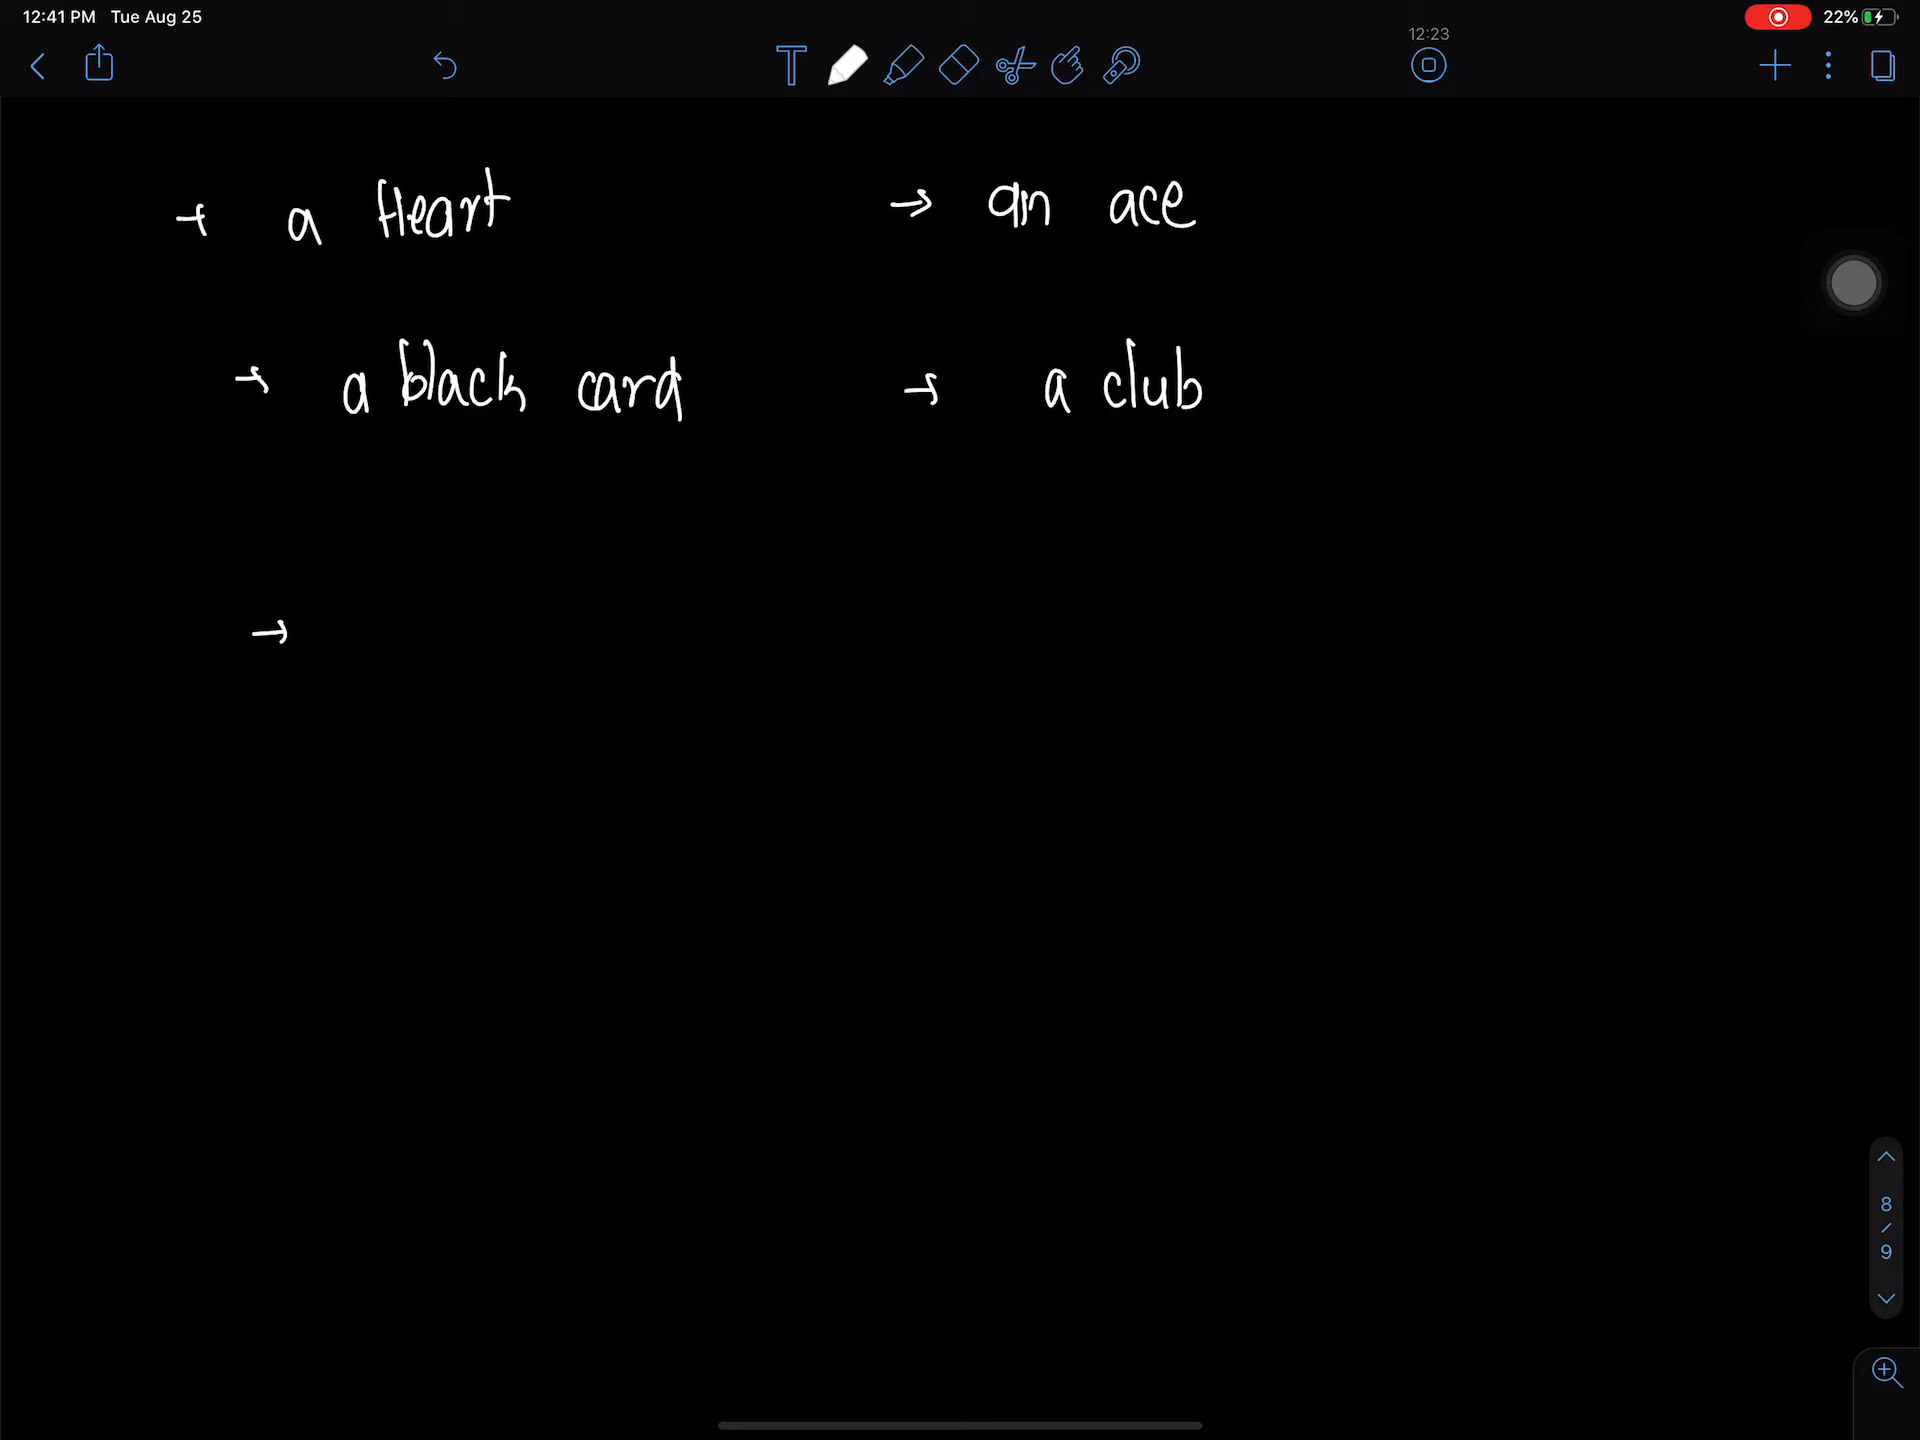 12:41 PM Tue Aug 25
22%
12:23
T
→ a Heart → an ace
→ a black card → a club
→
8
/
9